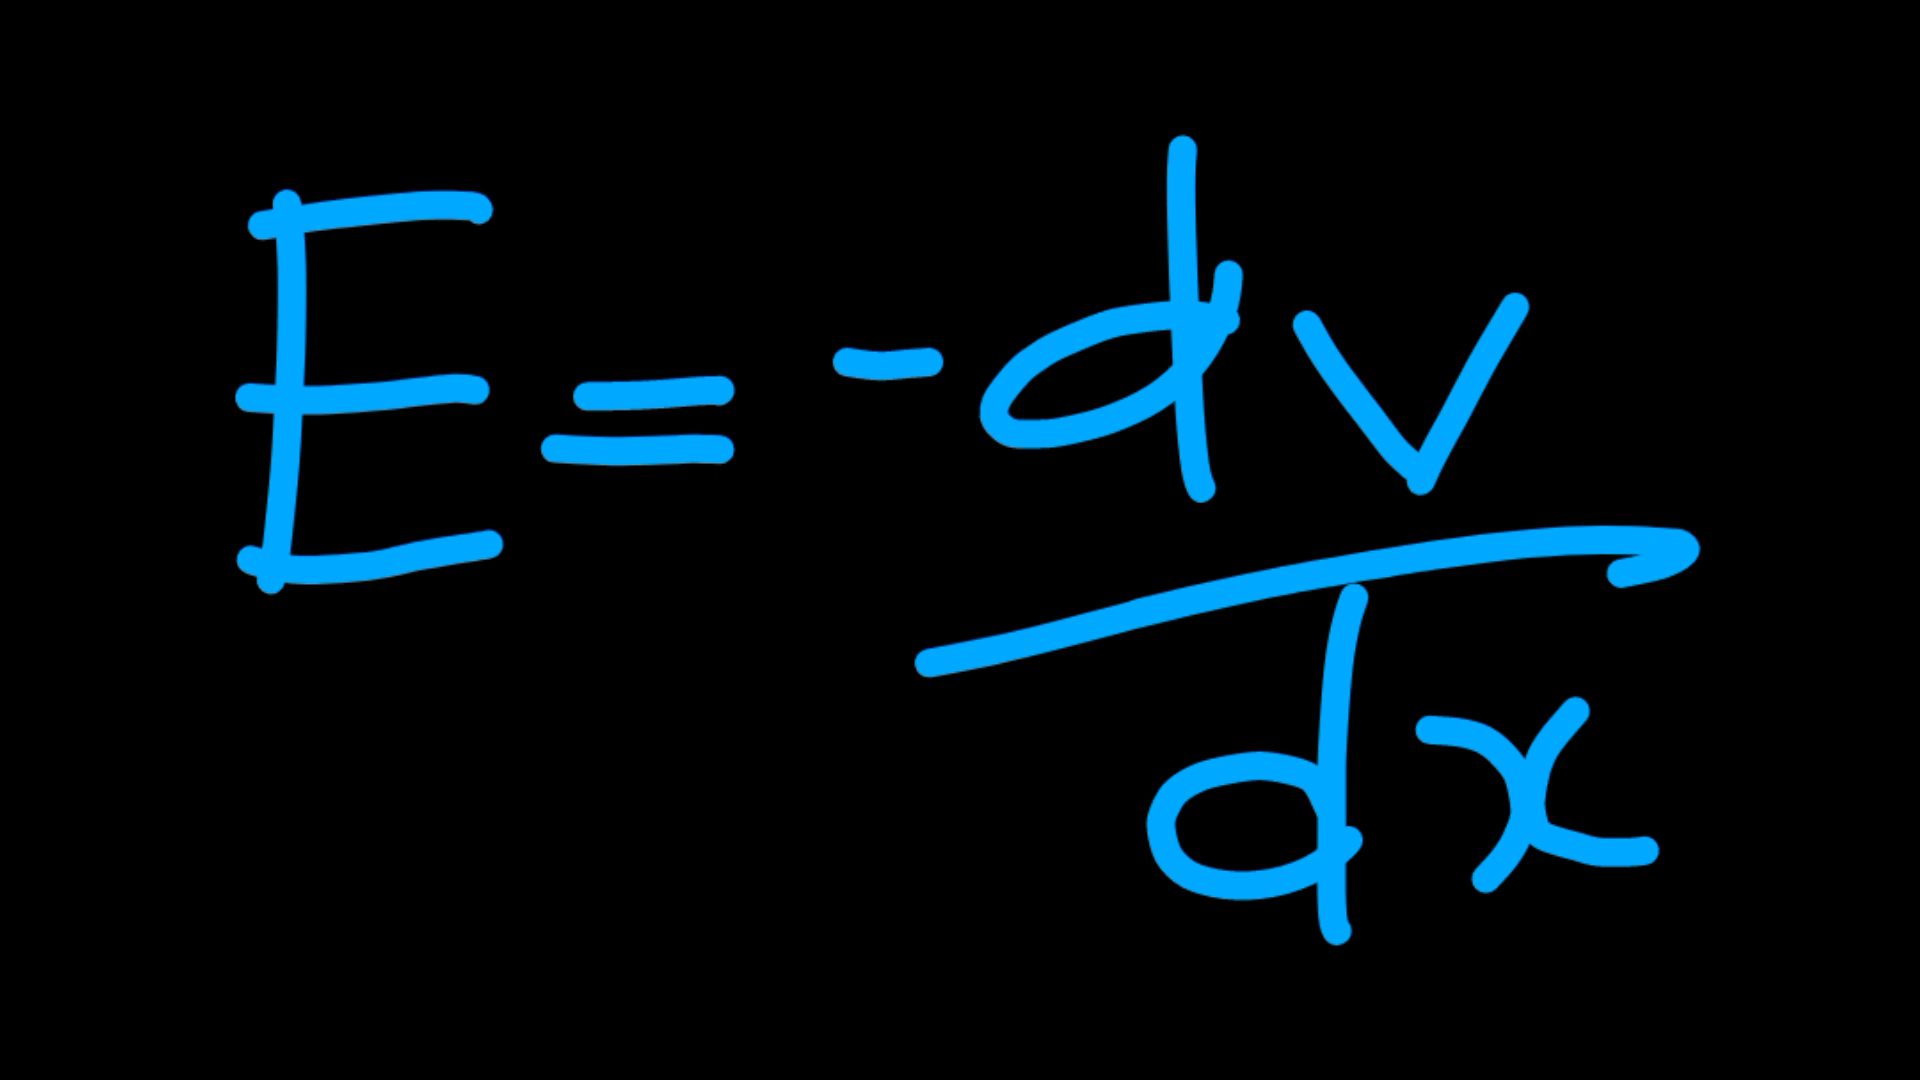 E = -dv/dx